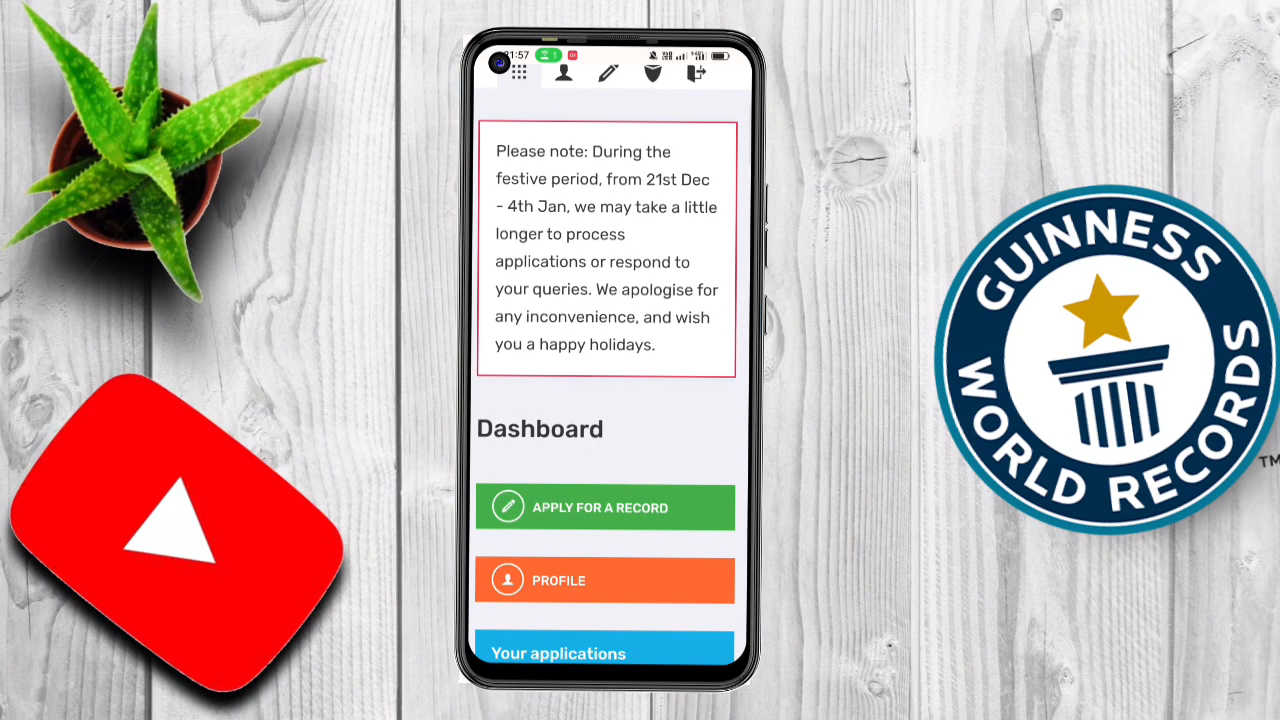 21:57
Please note: During the
festive period, from 21st Dec
- 4th Jan, we may take a little
longer to process
applications or respond to
your queries. We apologise for
any inconvenience, and wish
you a happy holidays.
Dashboard
APPLY FOR A RECORD
PROFILE
Your applications
GUINNESS
WORLD RECORDS
TM